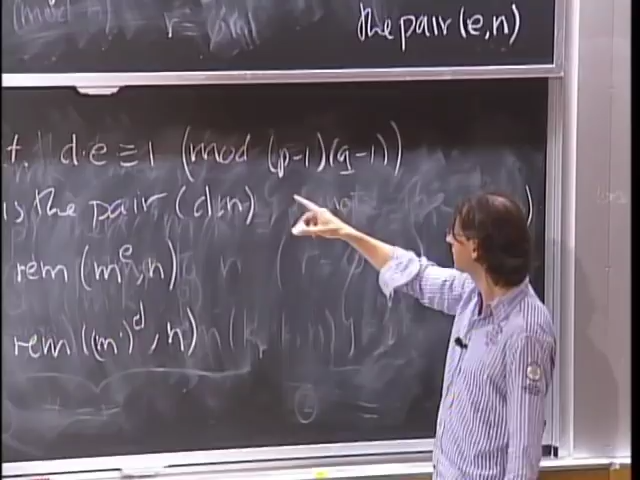 the pair (e,n)
t. d·e ≡ 1 (mod (p-1)(q-1))
is the pair (d,n)
rem (m^e, n)
rem ((m)^d, n)